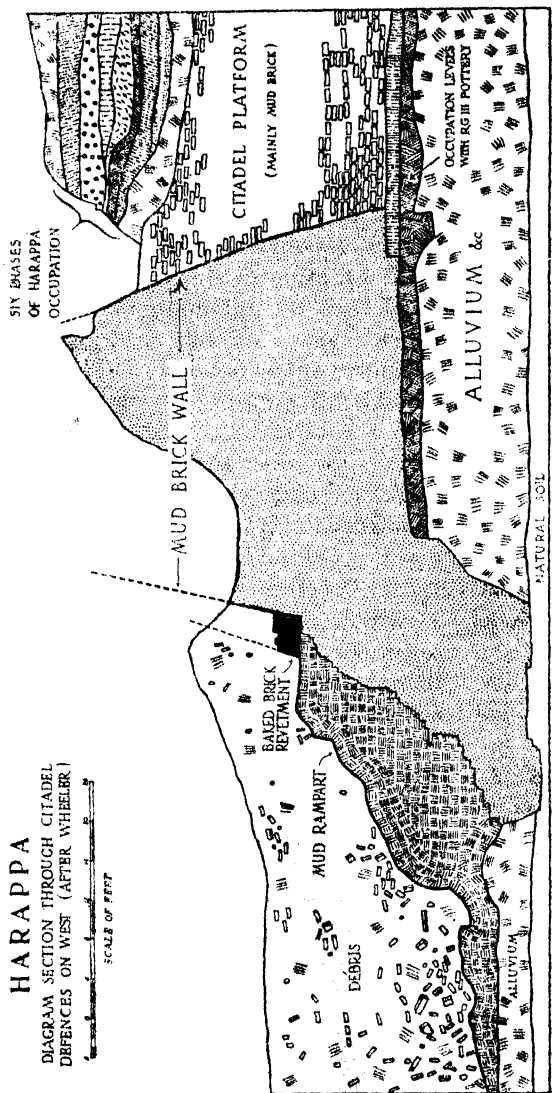 HARAPPA
DIAGRAM SECTION THROUGH CITADEL
DEFENCES ON WEST (AFTER WHEELER)
SCALE OF FEET
SIX PHASES
OF HARAPPĀ
OCCUPATION
MUD BRICK WALL
CITADEL PLATFORM
(MAINLY MUD BRICK)
BAKED BRICK
REVETMENT
MUD RAMPART
DÉBRIS
OCCUPATION LEVELS
WITH RG III POTTERY
ALLUVIUM &c
ALLUVIUM
NATURAL SOIL